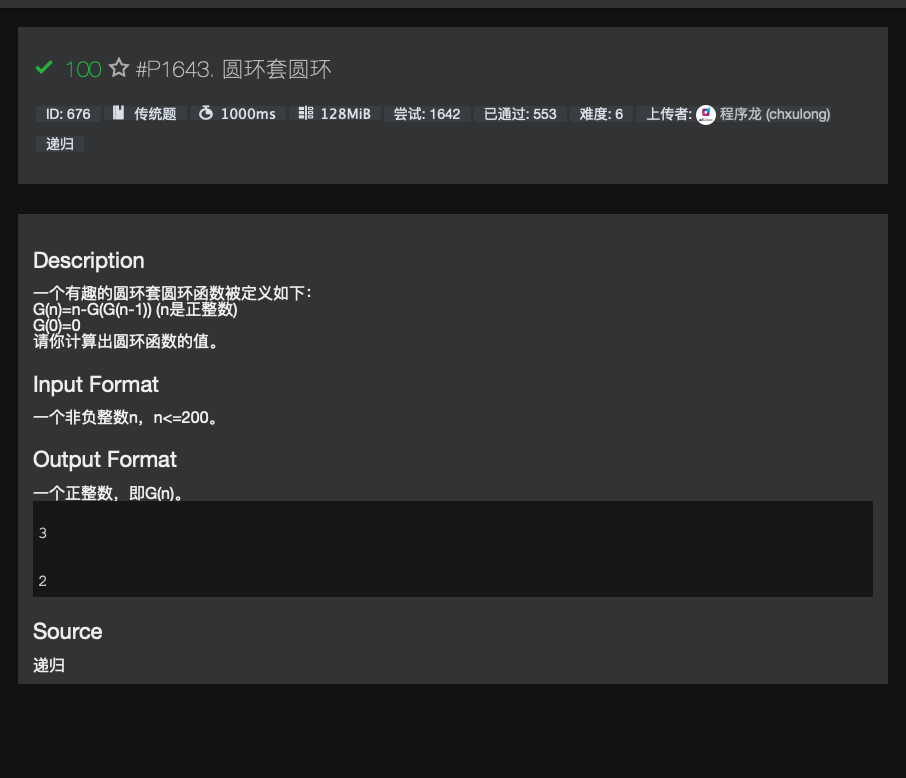 100 #P1643. 圆环套圆环
ID: 676 传统题 1000ms 128MiB 尝试: 1642 已通过: 553 难度: 6 上传者: 程序龙 (chxulong)
递归
Description
一个有趣的圆环套圆环函数被定义如下：
G(n)=n-G(G(n-1)) (n是正整数)
G(0)=0
请你计算出圆环函数的值。
Input Format
一个非负整数n，n<=200。
Output Format
一个正整数，即G(n)。
3
2
Source
递归